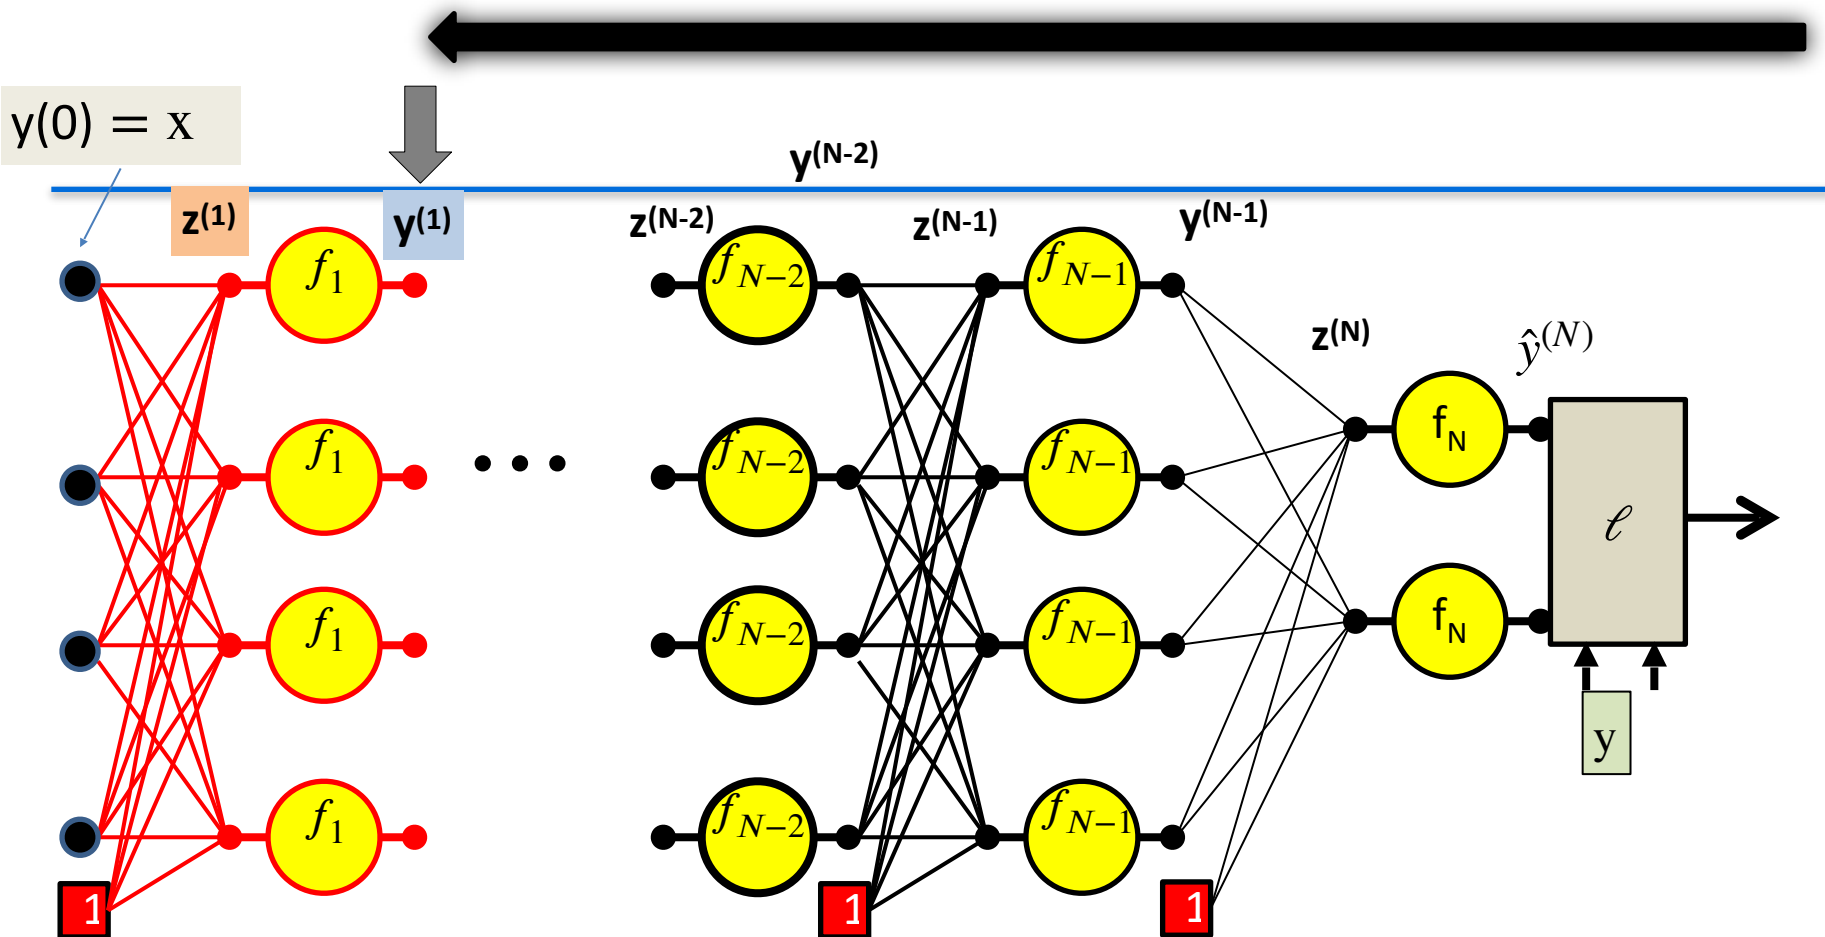 y(0) = x
y(N-2)
z(1)
y(1)
z(N-2)
z(N-1)
y(N-1)
f1
fN−2
fN−1
z(N)
ŷ(N)
fN
f1
fN−2
fN−1
ℓ
f1
fN−2
fN−1
fN
y
f1
fN−2
fN−1
1
1
1